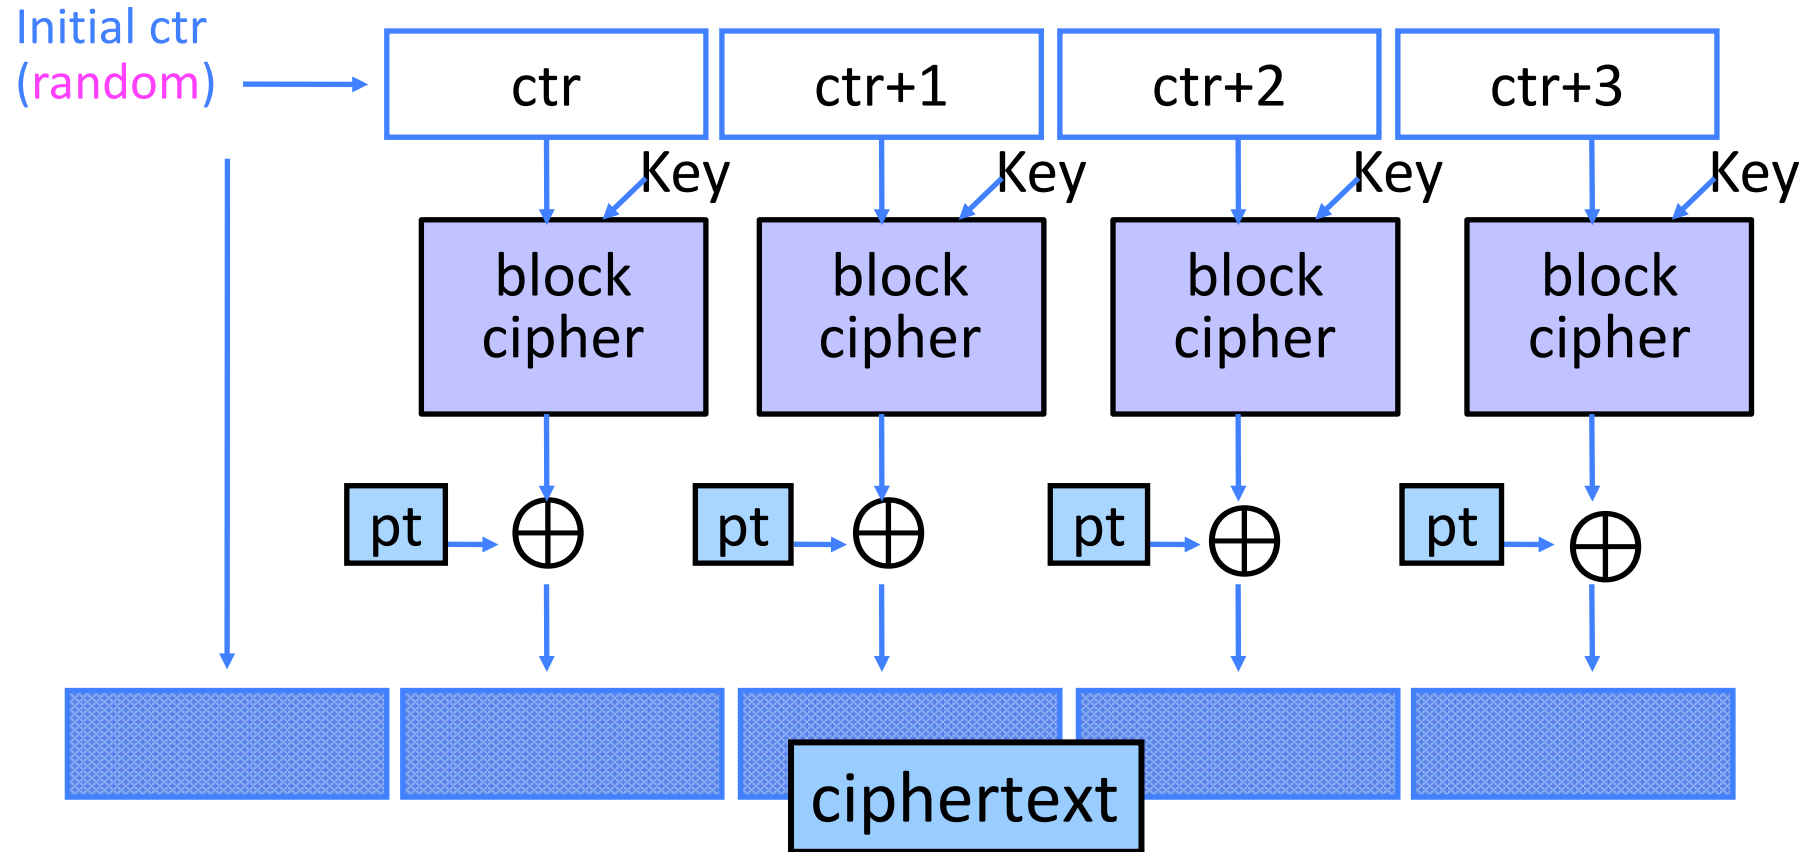 Initial ctr
(random)
ctr
ctr+1
ctr+2
ctr+3
Key
Key
Key
Key
block
cipher
block
cipher
block
cipher
block
cipher
pt
pt
pt
pt
ciphertext